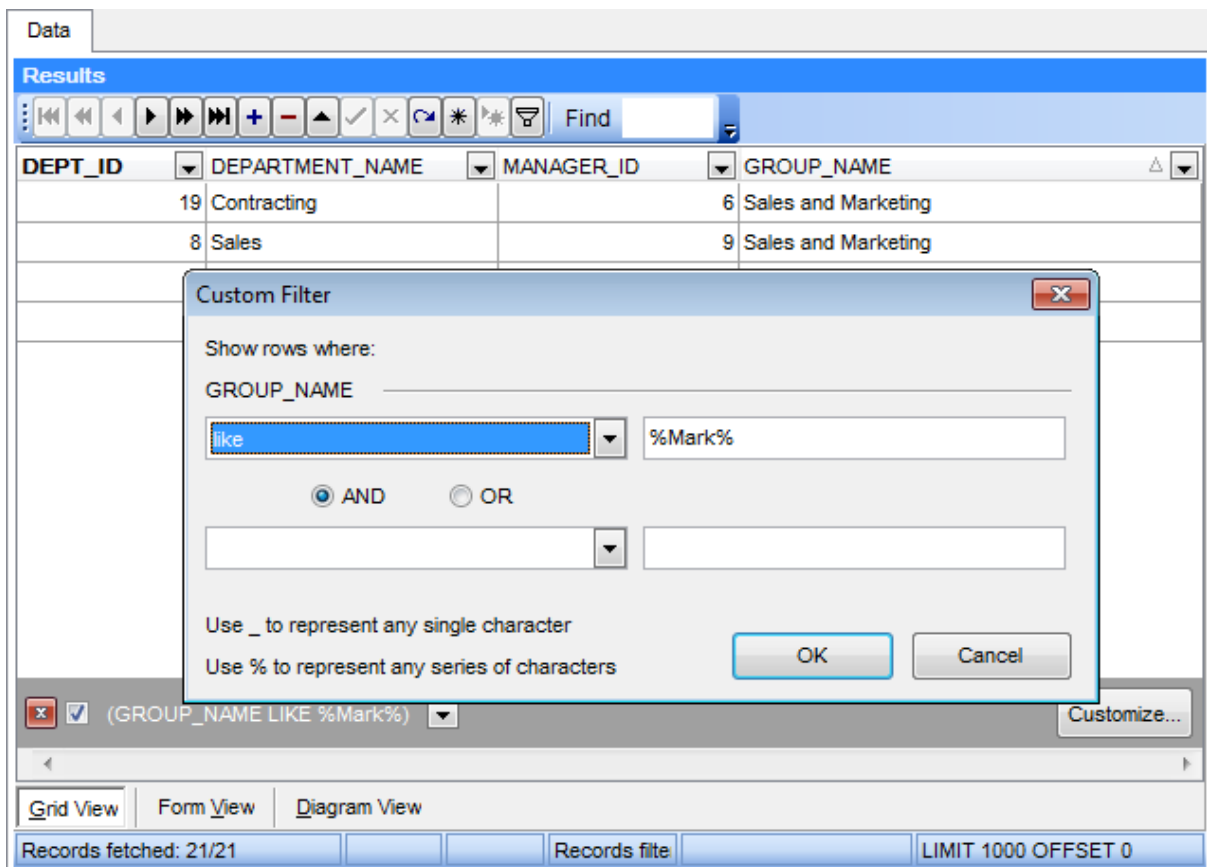 Data
Results
Find
DEPT_ID DEPARTMENT_NAME MANAGER_ID GROUP_NAME
19 Contracting 6 Sales and Marketing
8 Sales 9 Sales and Marketing
Custom Filter
Show rows where:
GROUP_NAME
like %Mark%
AND OR
Use _ to represent any single character
Use % to represent any series of characters
OK Cancel
(GROUP_NAME LIKE %Mark%) Customize...
Grid View Form View Diagram View
Records fetched: 21/21 Records filte LIMIT 1000 OFFSET 0